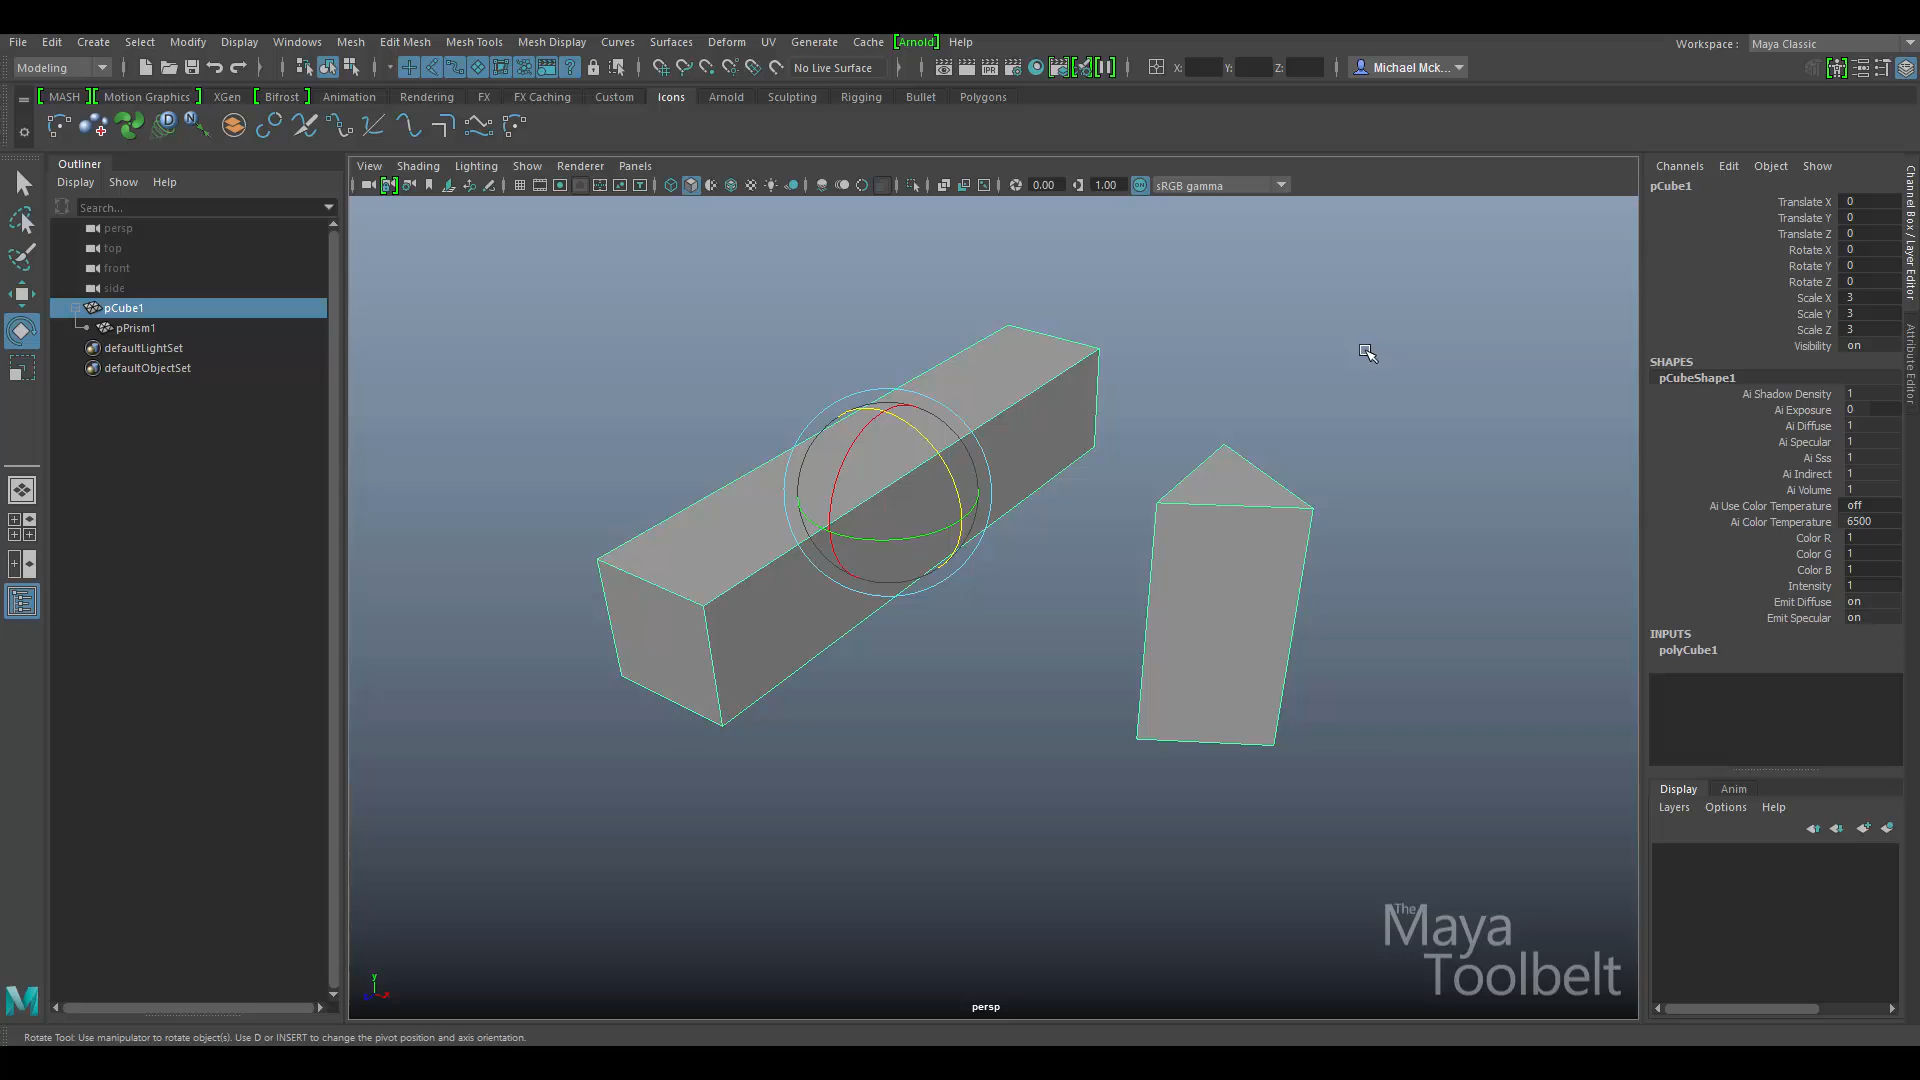 File Edit Create Select Modify Display Windows Mesh Edit Mesh Mesh Tools Mesh Display Curves Surfaces Deform UV Generate Cache [Arnold] Help
Workspace : Maya Classic
Modeling
No Live Surface
X: Y: Z:
Michael Mck...
MASH Motion Graphics XGen Bifrost Animation Rendering FX FX Caching Custom Icons Arnold Sculpting Rigging Bullet Polygons
Outliner
Display Show Help
Search...
persp
top
front
side
pCube1
pPrism1
defaultLightSet
defaultObjectSet
View Shading Lighting Show Renderer Panels
0.00 1.00 ON sRGB gamma
The
Maya
Toolbelt
y
persp
Channels Edit Object Show
pCube1
Translate X 0
Translate Y 0
Translate Z 0
Rotate X 0
Rotate Y 0
Rotate Z 0
Scale X 3
Scale Y 3
Scale Z 3
Visibility on
SHAPES
pCubeShape1
Ai Shadow Density 1
Ai Exposure 0
Ai Diffuse 1
Ai Specular 1
Ai Sss 1
Ai Indirect 1
Ai Volume 1
Ai Use Color Temperature off
Ai Color Temperature 6500
Color R 1
Color G 1
Color B 1
Intensity 1
Emit Diffuse on
Emit Specular on
INPUTS
polyCube1
Channel Box / Layer Editor
Attribute Editor
Display Anim
Layers Options Help
Rotate Tool: Use manipulator to rotate object(s). Use D or INSERT to change the pivot position and axis orientation.